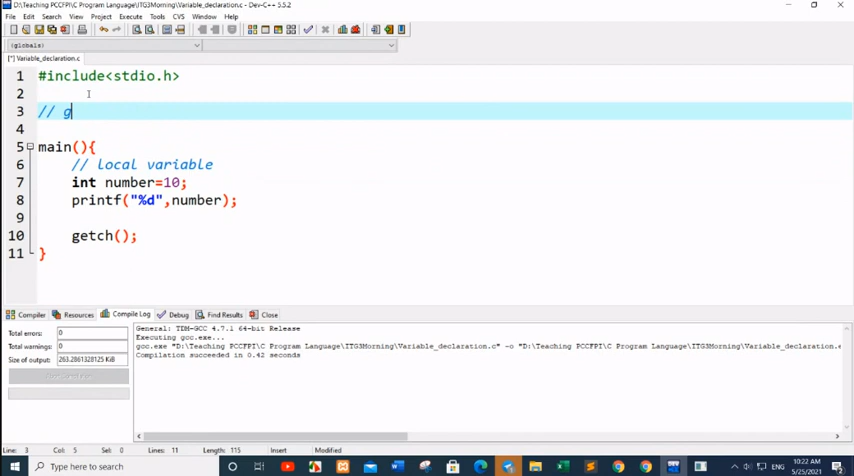 D:\Teaching PCCFPI\C Program Language\ITG3Morning\Variable_declaration.c - Dev-C++ 5.5.2
File Edit Search View Project Execute Tools CVS Window Help
(globals)
[*] Variable_declaration.c
1 #include<stdio.h>
2
3 // g
4
5 main(){
6 // local variable
7 int number=10;
8 printf("%d",number);
9
10 getch();
11 }
Compiler Resources Compile Log Debug Find Results Close
Total errors: 0
Total warnings: 0
Size of output: 263.2861328125 KiB
General: TDM-GCC 4.7.1 64-bit Release
Executing gcc.exe...
gcc.exe "D:\Teaching PCCFPI\C Program Language\ITG3Morning\Variable_declaration.c" -o "D:\Teaching PCCFPI\C Program Language\ITG3Morning\Variable_declaration.e
Compilation succeeded in 0.42 seconds
Line: 3 Col: 5 Sel: 0 Lines: 11 Length: 115 Insert Modified
Type here to search
10:22 AM
5/25/2021